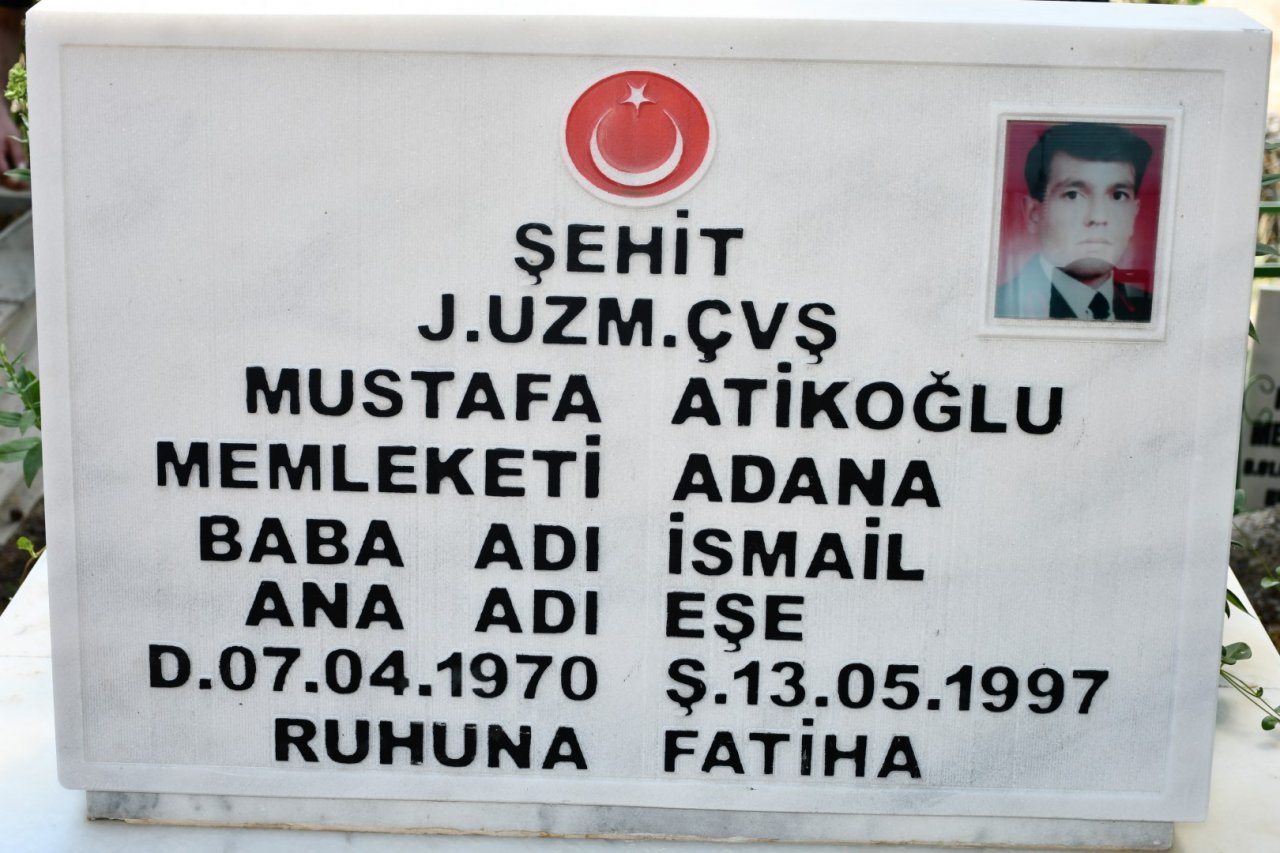 ŞEHİT
J.UZM.ÇVŞ
MUSTAFA ATİKOĞLU
MEMLEKETİ ADANA
BABA ADI İSMAİL
ANA ADI EŞE
D.07.04.1970 Ş.13.05.1997
RUHUNA FATİHA